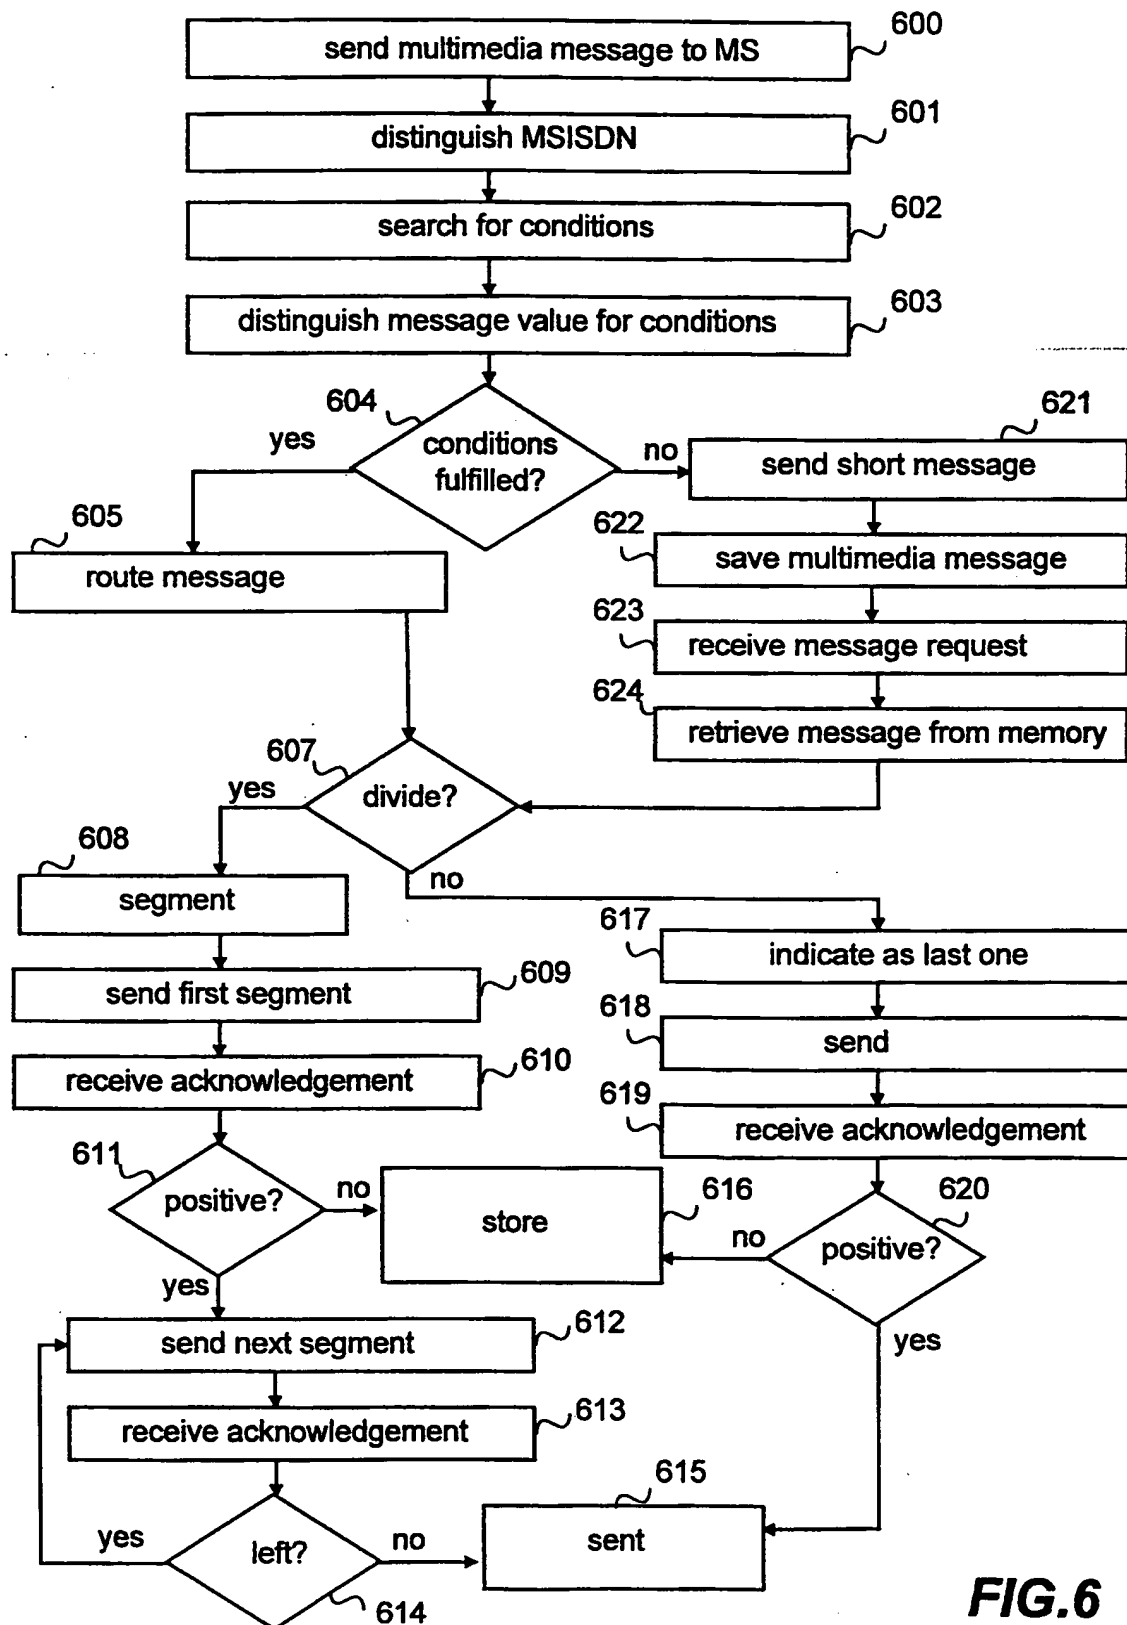 600
send multimedia message to MS
601
distinguish MSISDN
602
search for conditions
603
distinguish message value for conditions
604
conditions
fulfilled?
yes
no
621
send short message
605
route message
622
save multimedia message
623
receive message request
624
retrieve message from memory
607
divide?
yes
no
608
segment
617
indicate as last one
609
send first segment
618
send
610
receive acknowledgement
619
receive acknowledgement
611
positive?
no
yes
616
store
620
positive?
no
yes
612
send next segment
613
receive acknowledgement
615
sent
left?
yes
no
614
FIG.6